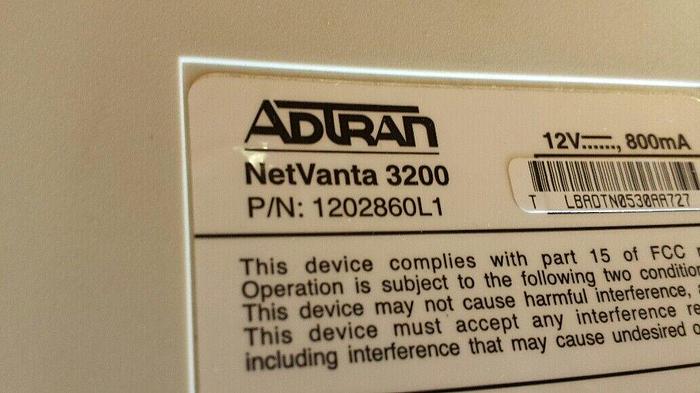 ADTRAN
NetVanta 3200
P/N: 1202860L1
12V⎓, 800mA
T LBADTN0530AA727
This device complies with part 15 of FCC
Operation is subject to the following two
This device may not cause harmful interference,
This device must accept any interference
including interference that may cause undesired